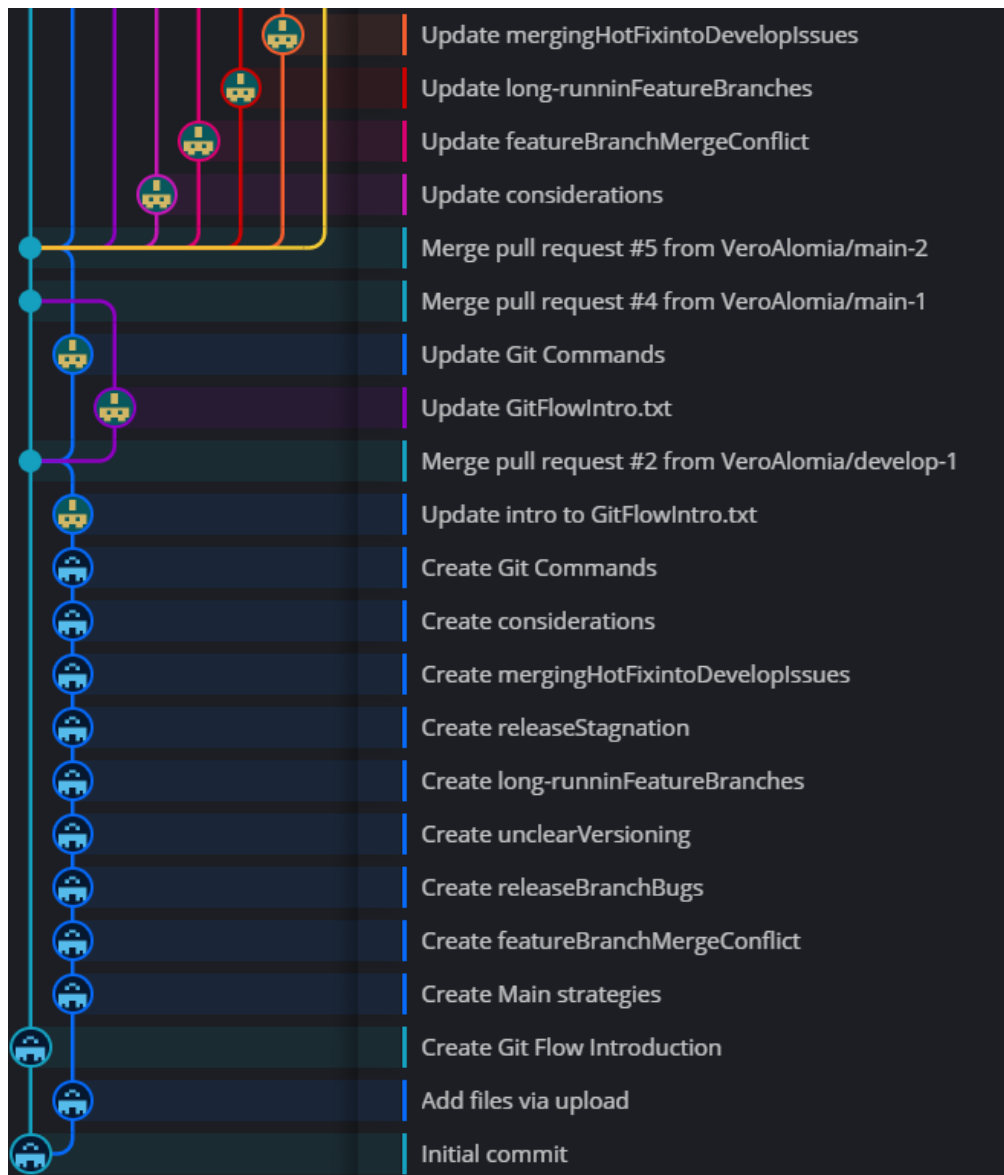 Update mergingHotFixintoDevelopIssues
Update long-runninFeatureBranches
Update featureBranchMergeConflict
Update considerations
Merge pull request #5 from VeroAlomia/main-2
Merge pull request #4 from VeroAlomia/main-1
Update Git Commands
Update GitFlowIntro.txt
Merge pull request #2 from VeroAlomia/develop-1
Update intro to GitFlowIntro.txt
Create Git Commands
Create considerations
Create mergingHotFixintoDevelopIssues
Create releaseStagnation
Create long-runninFeatureBranches
Create unclearVersioning
Create releaseBranchBugs
Create featureBranchMergeConflict
Create Main strategies
Create Git Flow Introduction
Add files via upload
Initial commit